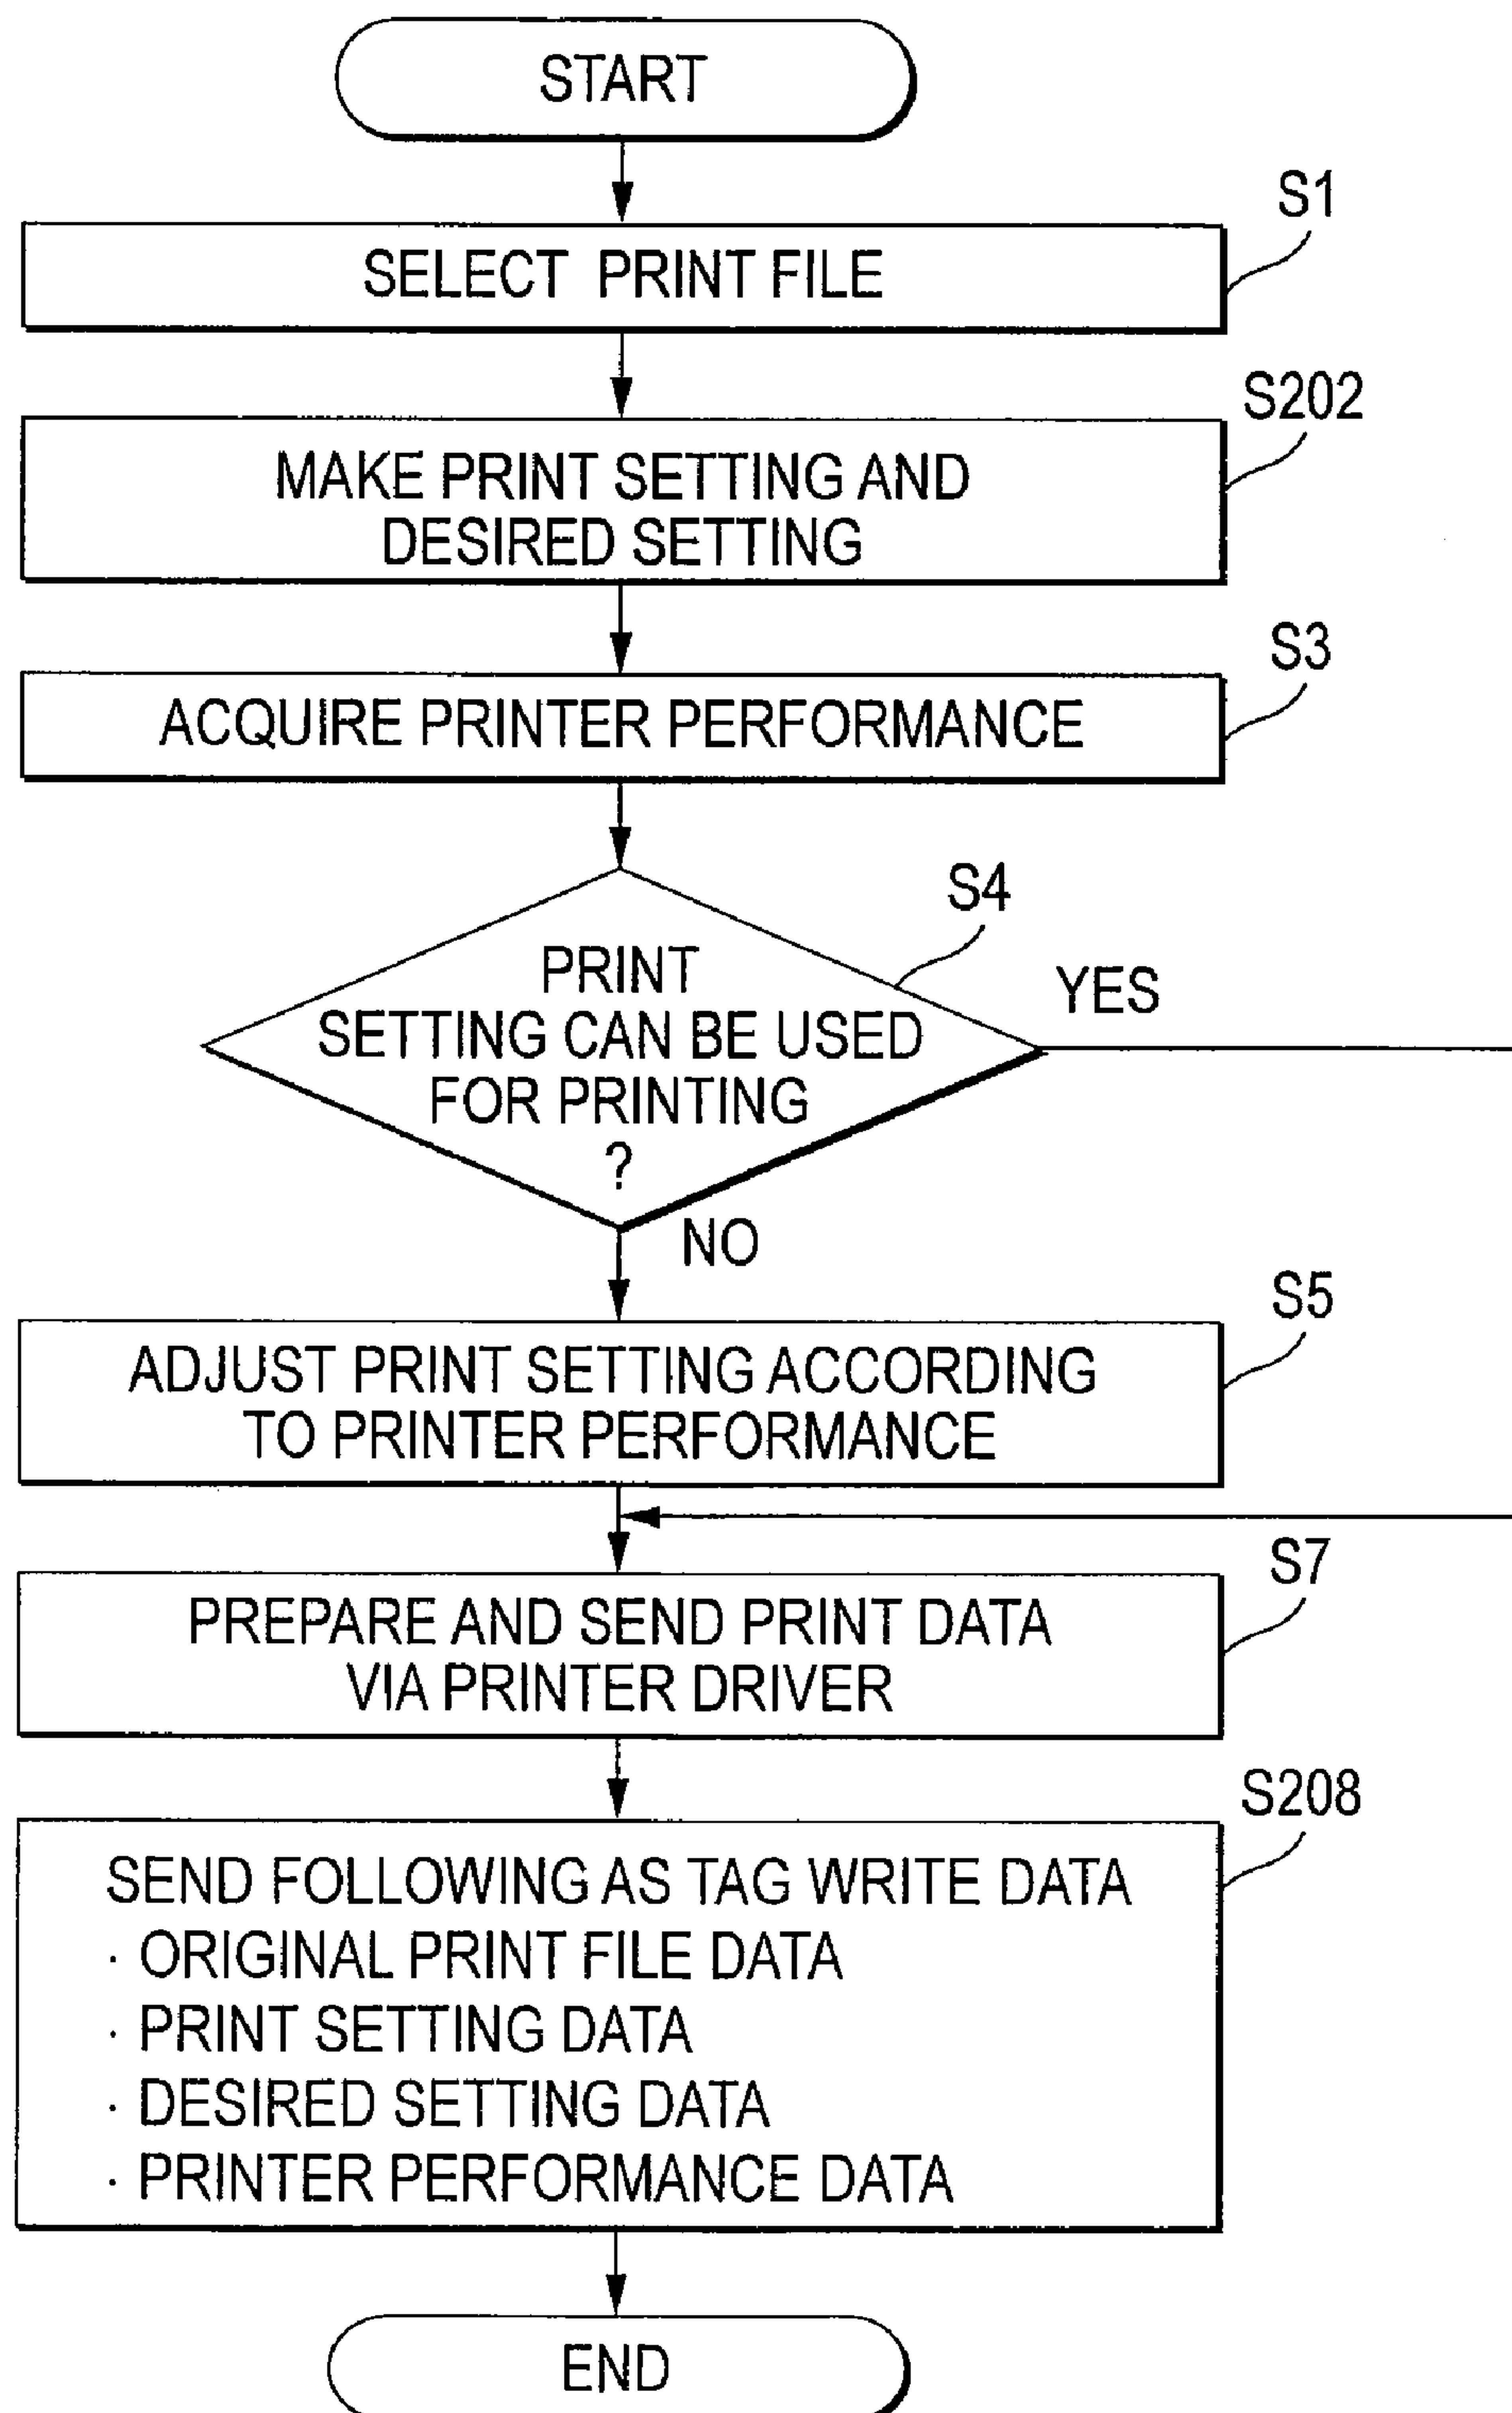 START
S1
SELECT PRINT FILE
S202
MAKE PRINT SETTING AND
DESIRED SETTING
S3
ACQUIRE PRINTER PERFORMANCE
S4
PRINT
SETTING CAN BE USED
FOR PRINTING
?
YES
NO
S5
ADJUST PRINT SETTING ACCORDING
TO PRINTER PERFORMANCE
S7
PREPARE AND SEND PRINT DATA
VIA PRINTER DRIVER
S208
SEND FOLLOWING AS TAG WRITE DATA
· ORIGINAL PRINT FILE DATA
· PRINT SETTING DATA
· DESIRED SETTING DATA
· PRINTER PERFORMANCE DATA
END